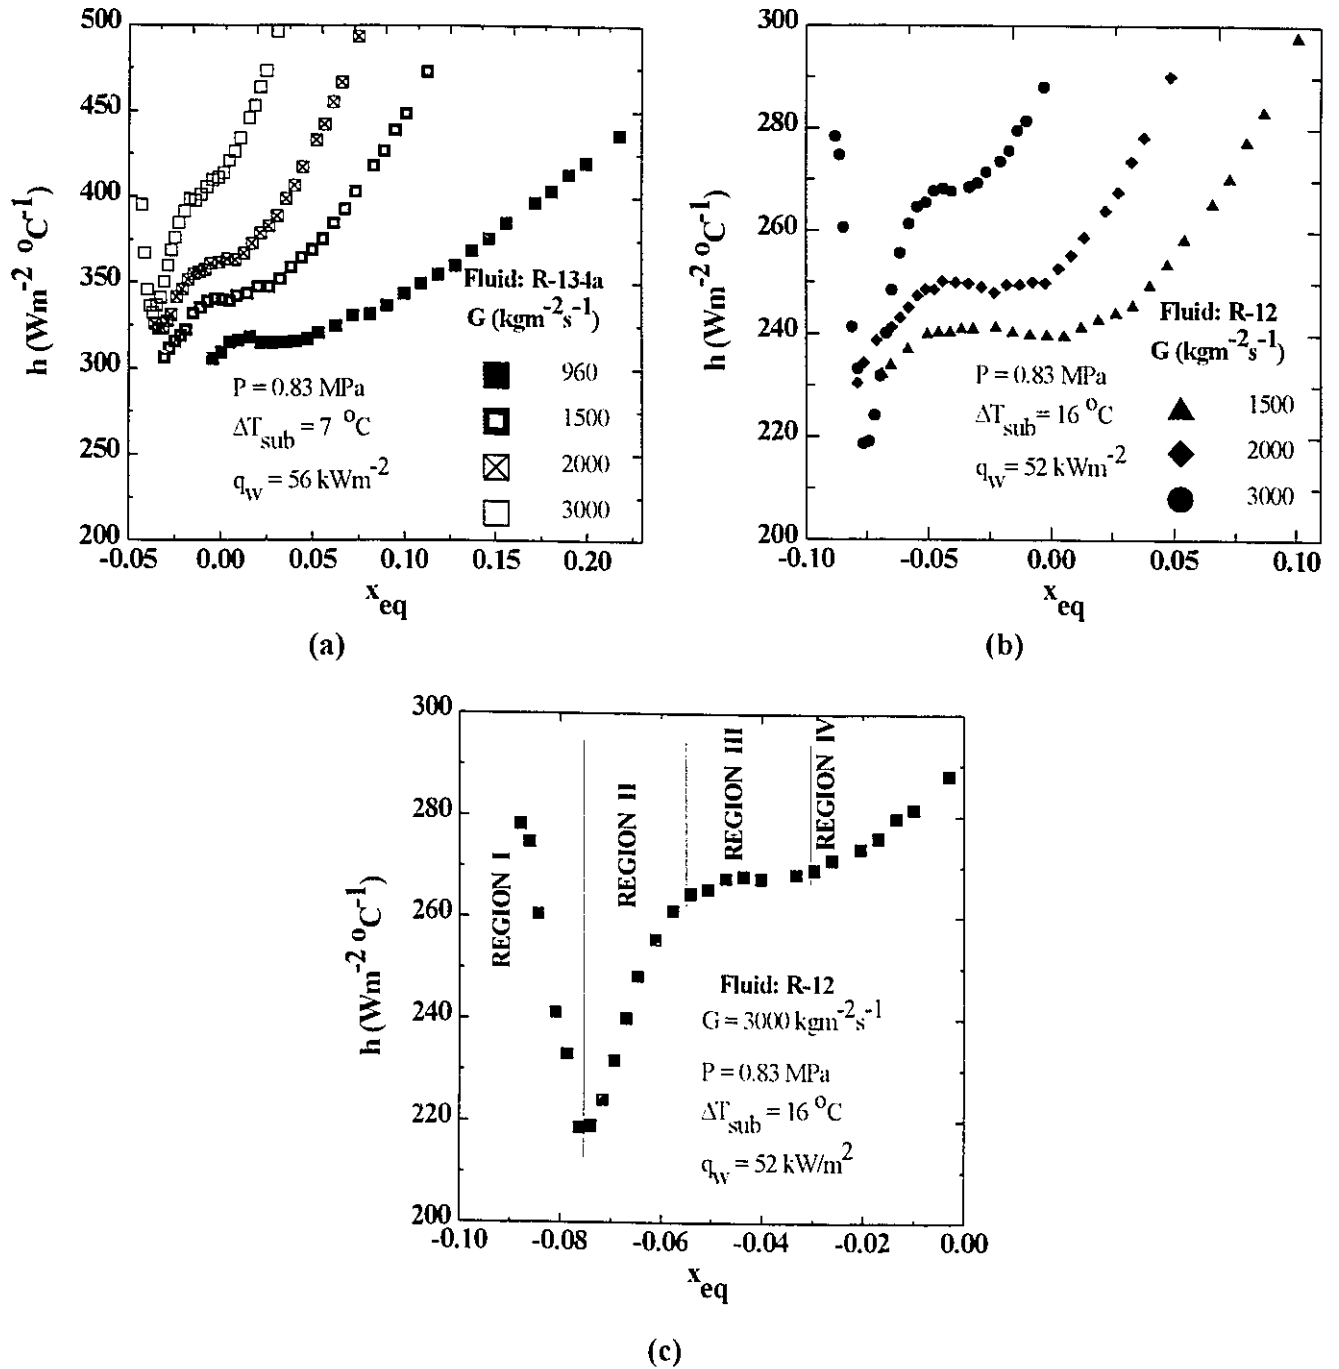 500
450
400
350
300
250
200
h (Wm-2 oC-1)
Fluid: R-134a
G (kgm-2s-1)
960
1500
2000
3000
P = 0.83 MPa
ΔTsub = 7 oC
qw = 56 kWm-2
-0.05 0.00 0.05 0.10 0.15 0.20
xeq
(a)
300
290
280
260
240
220
200
h (Wm-2 oC-1)
Fluid: R-12
G (kgm-2s-1)
1500
2000
3000
P = 0.83 MPa
ΔTsub = 16 oC
qw = 52 kWm-2
-0.10 -0.05 0.00 0.05 0.10
xeq
(b)
300
280
260
240
220
200
h (Wm-2 oC-1)
REGION I
REGION II
REGION III
REGION IV
Fluid: R-12
G = 3000 kgm-2s-1
P = 0.83 MPa
ΔTsub = 16 oC
qw = 52 kW/m2
-0.10 -0.08 -0.06 -0.04 -0.02 0.00
xeq
(c)